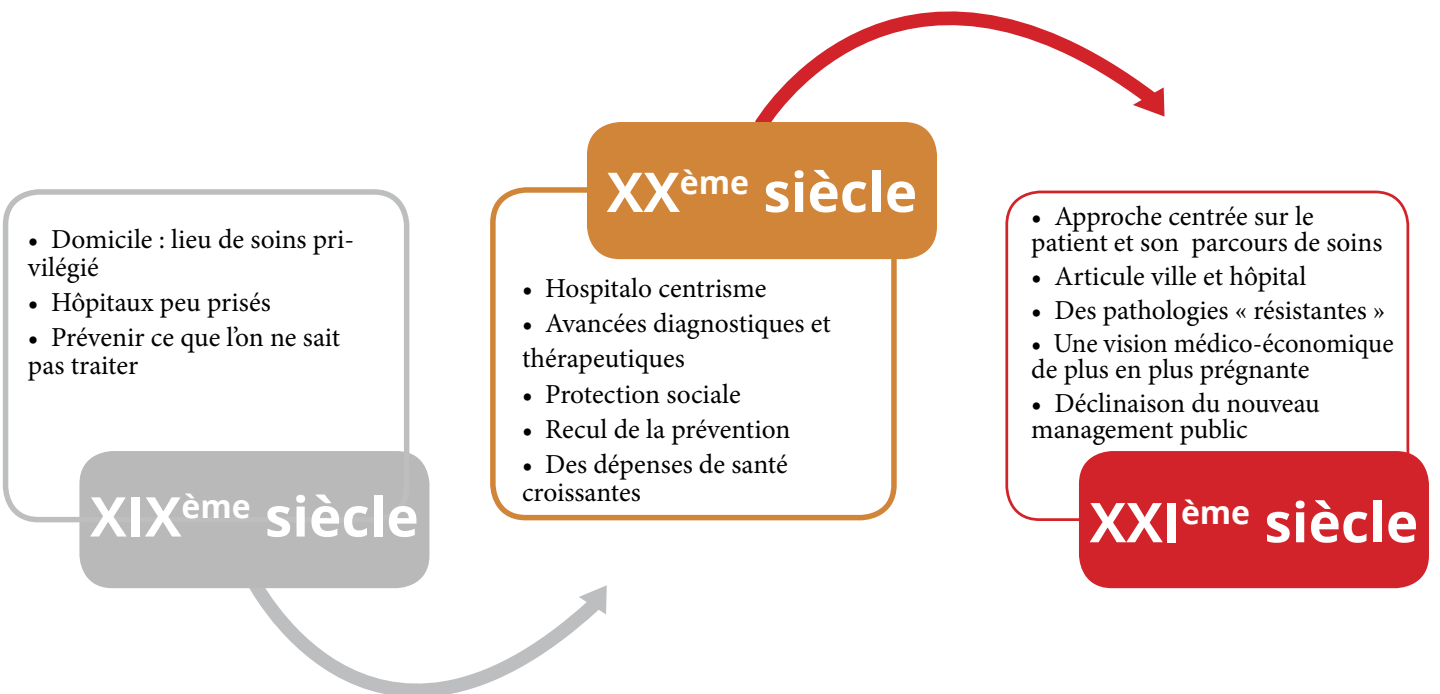 • Domicile : lieu de soins pri-
vilégié
• Hôpitaux peu prisés
• Prévenir ce que l'on ne sait
pas traiter
XIXème siècle
XXème siècle
• Hospitalo centrisme
• Avancées diagnostiques et
thérapeutiques
• Protection sociale
• Recul de la prévention
• Des dépenses de santé
croissantes
• Approche centrée sur le
patient et son parcours de soins
• Articule ville et hôpital
• Des pathologies « résistantes »
• Une vision médico-économique
de plus en plus prégnante
• Déclinaison du nouveau
management public
XXIème siècle